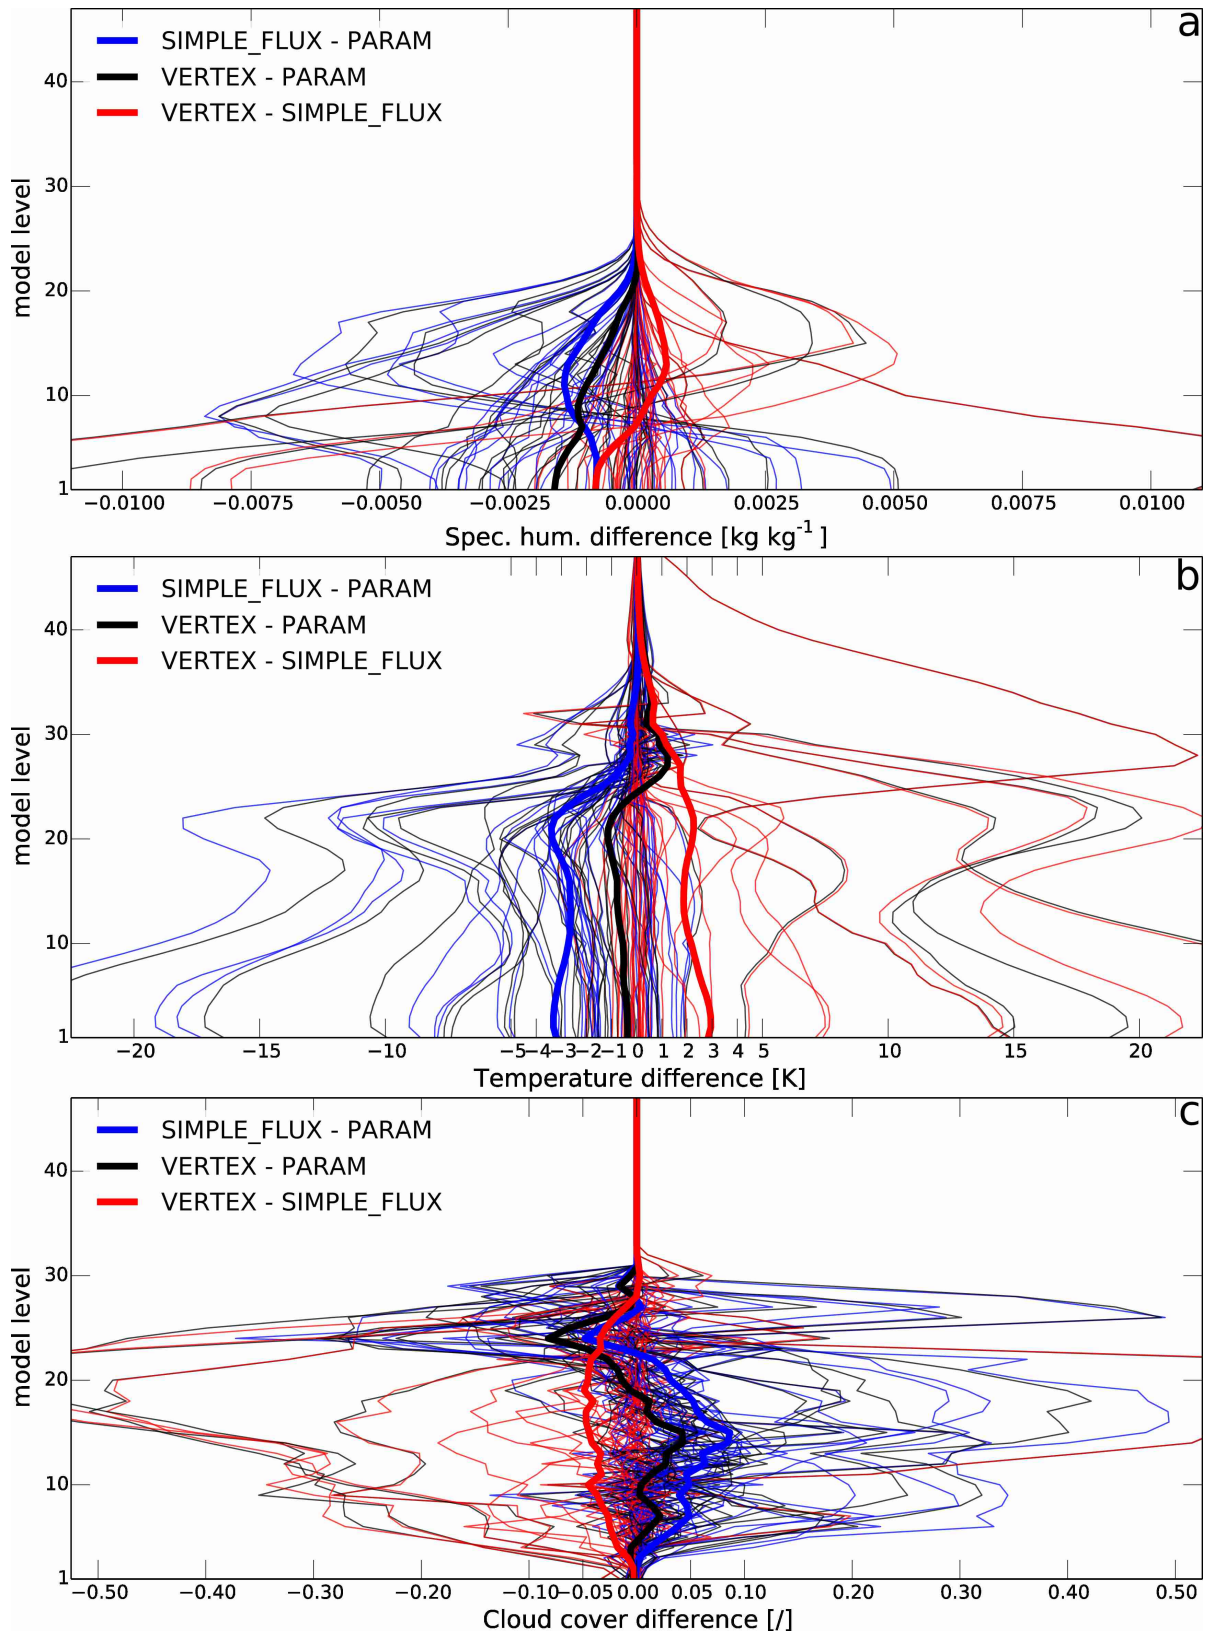 a
SIMPLE_FLUX - PARAM
VERTEX - PARAM
VERTEX - SIMPLE_FLUX
model level
40
30
20
10
1
−0.0100 −0.0075 −0.0050 −0.0025 0.0000 0.0025 0.0050 0.0075 0.0100
Spec. hum. difference [kg kg⁻¹ ]
b
SIMPLE_FLUX - PARAM
VERTEX - PARAM
VERTEX - SIMPLE_FLUX
model level
40
30
20
10
1
−20 −15 −10 −5 −4 −3 −2 −1 0 1 2 3 4 5 10 15 20
Temperature difference [K]
c
SIMPLE_FLUX - PARAM
VERTEX - PARAM
VERTEX - SIMPLE_FLUX
model level
40
30
20
10
1
−0.50 −0.40 −0.30 −0.20 −0.10 −0.05 0.00 0.05 0.10 0.20 0.30 0.40 0.50
Cloud cover difference [/]